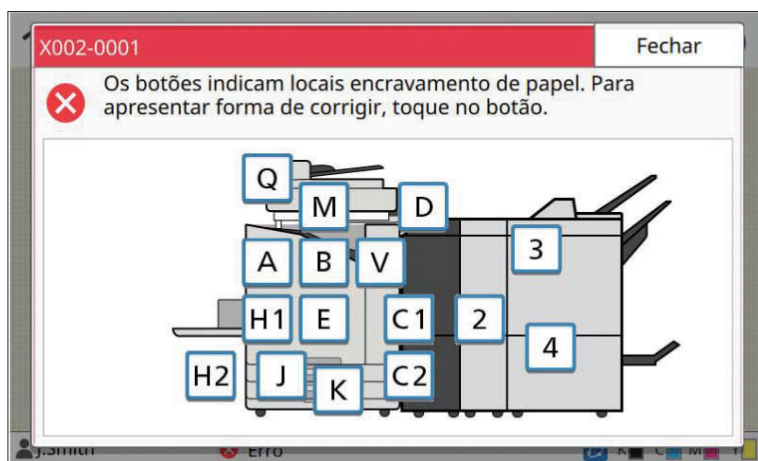 X002-0001
Fechar
Os botões indicam locais encravamento de papel. Para
apresentar forma de corrigir, toque no botão.
Q
M
D
3
A
B
V
H1
E
C1
2
4
H2
J
K
C2
J.Smith
Erro
K C M Y